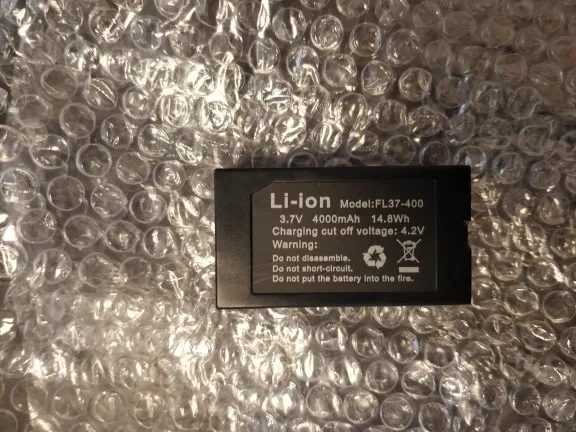 Li-ion Model:FL37-400
3.7V 4000mAh 14.8Wh
Charging cut off voltage: 4.2V
Warning:
Do not disasemble.
Do not short-circuit.
Do not put the battery into the fire.